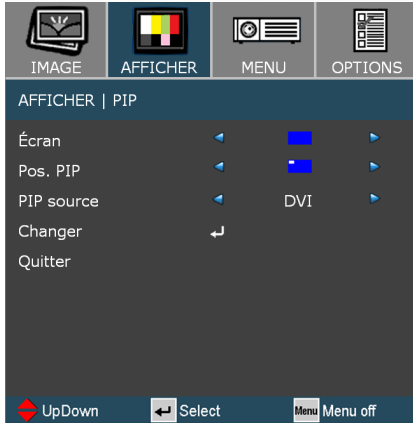 IMAGE AFFICHER MENU OPTIONS
AFFICHER | PIP
Écran
Pos. PIP
PIP source DVI
Changer
Quitter
UpDown Select Menu Menu off